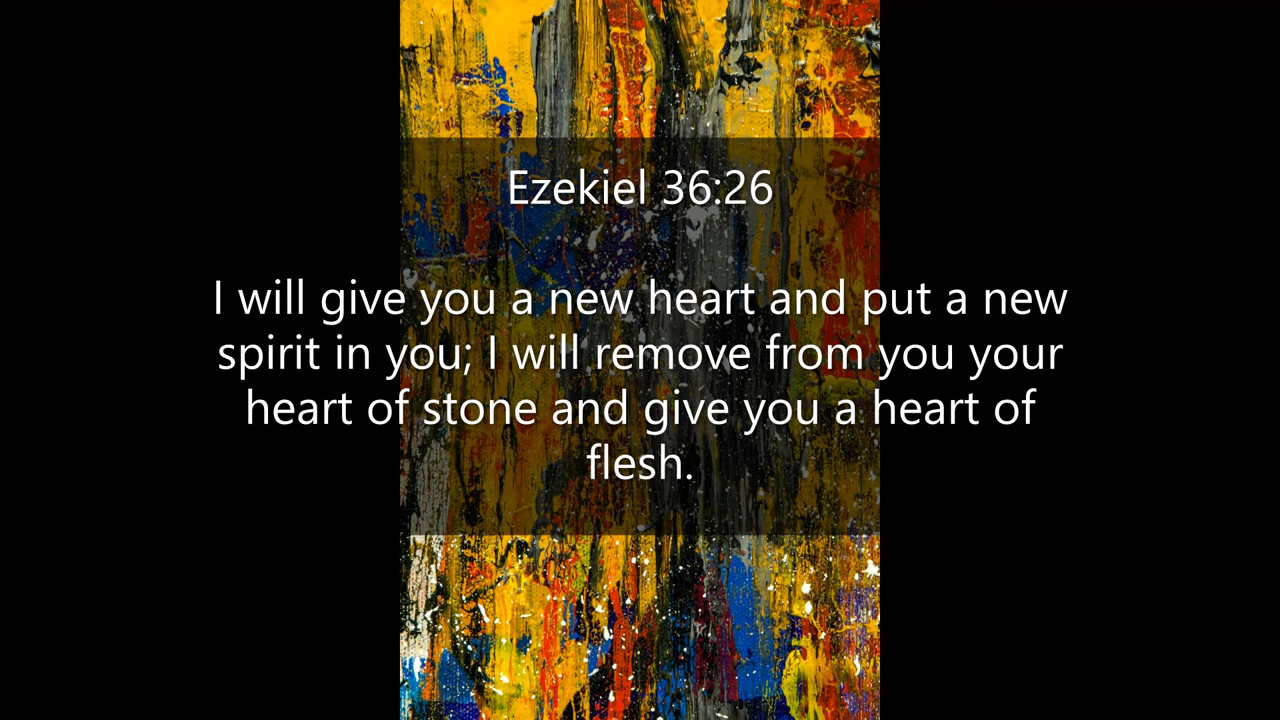 Ezekiel 36:26
I will give you a new heart and put a new
spirit in you; I will remove from you your
heart of stone and give you a heart of
flesh.